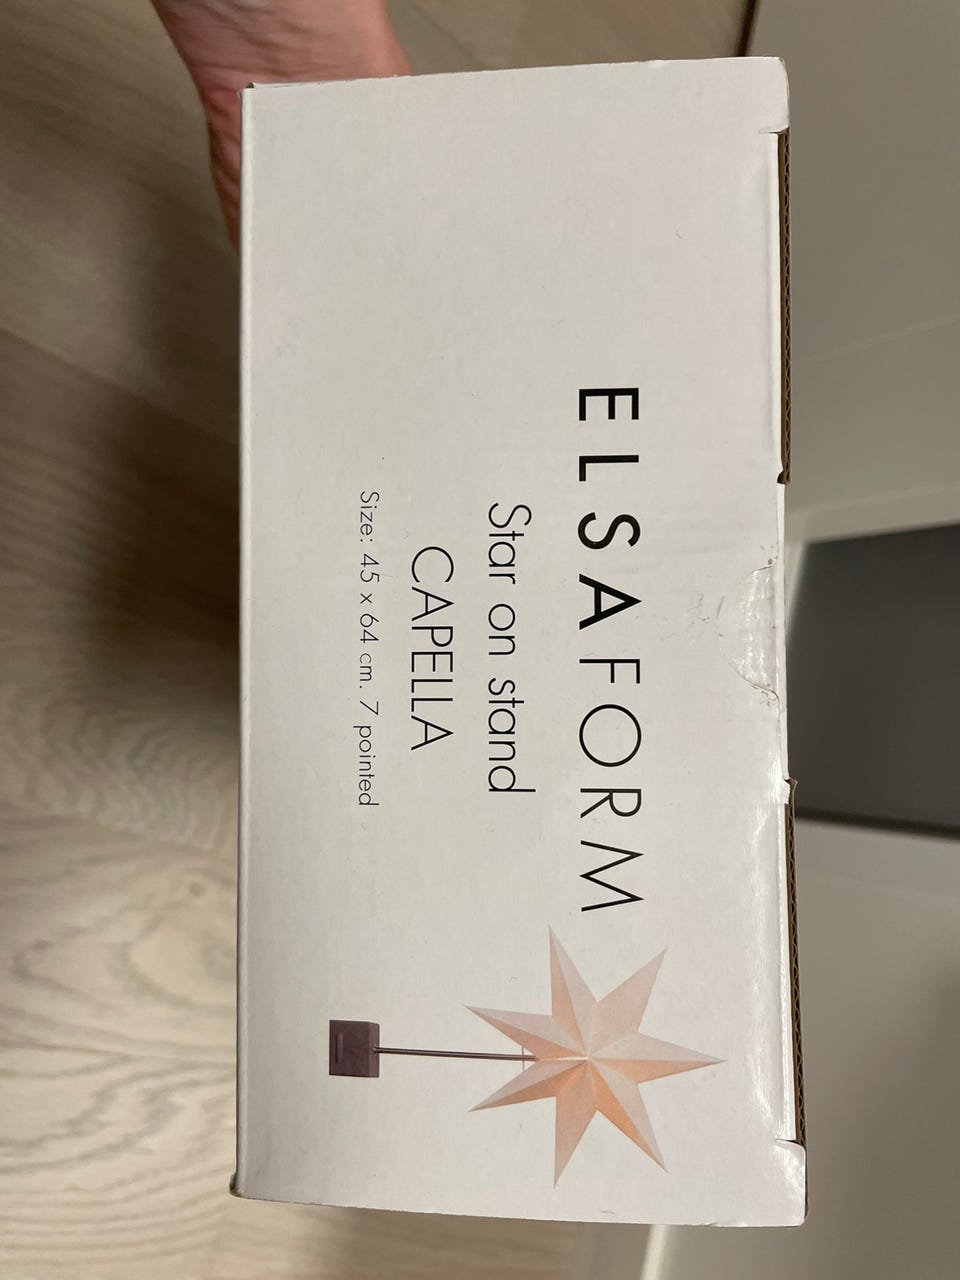 ELSAFORM
Star on stand
CAPELLA
Size: 45 x 64 cm. 7 pointed